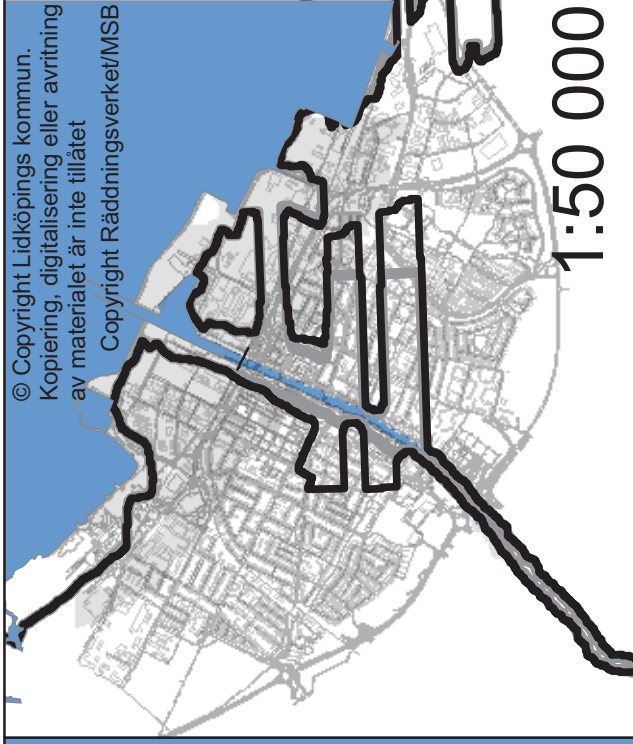 © Copyright Lidköpings kommun.
Kopiering, digitalisering eller avritning
av materialet är inte tillåtet
Copyright Räddningsverket/MSB
1:50 000